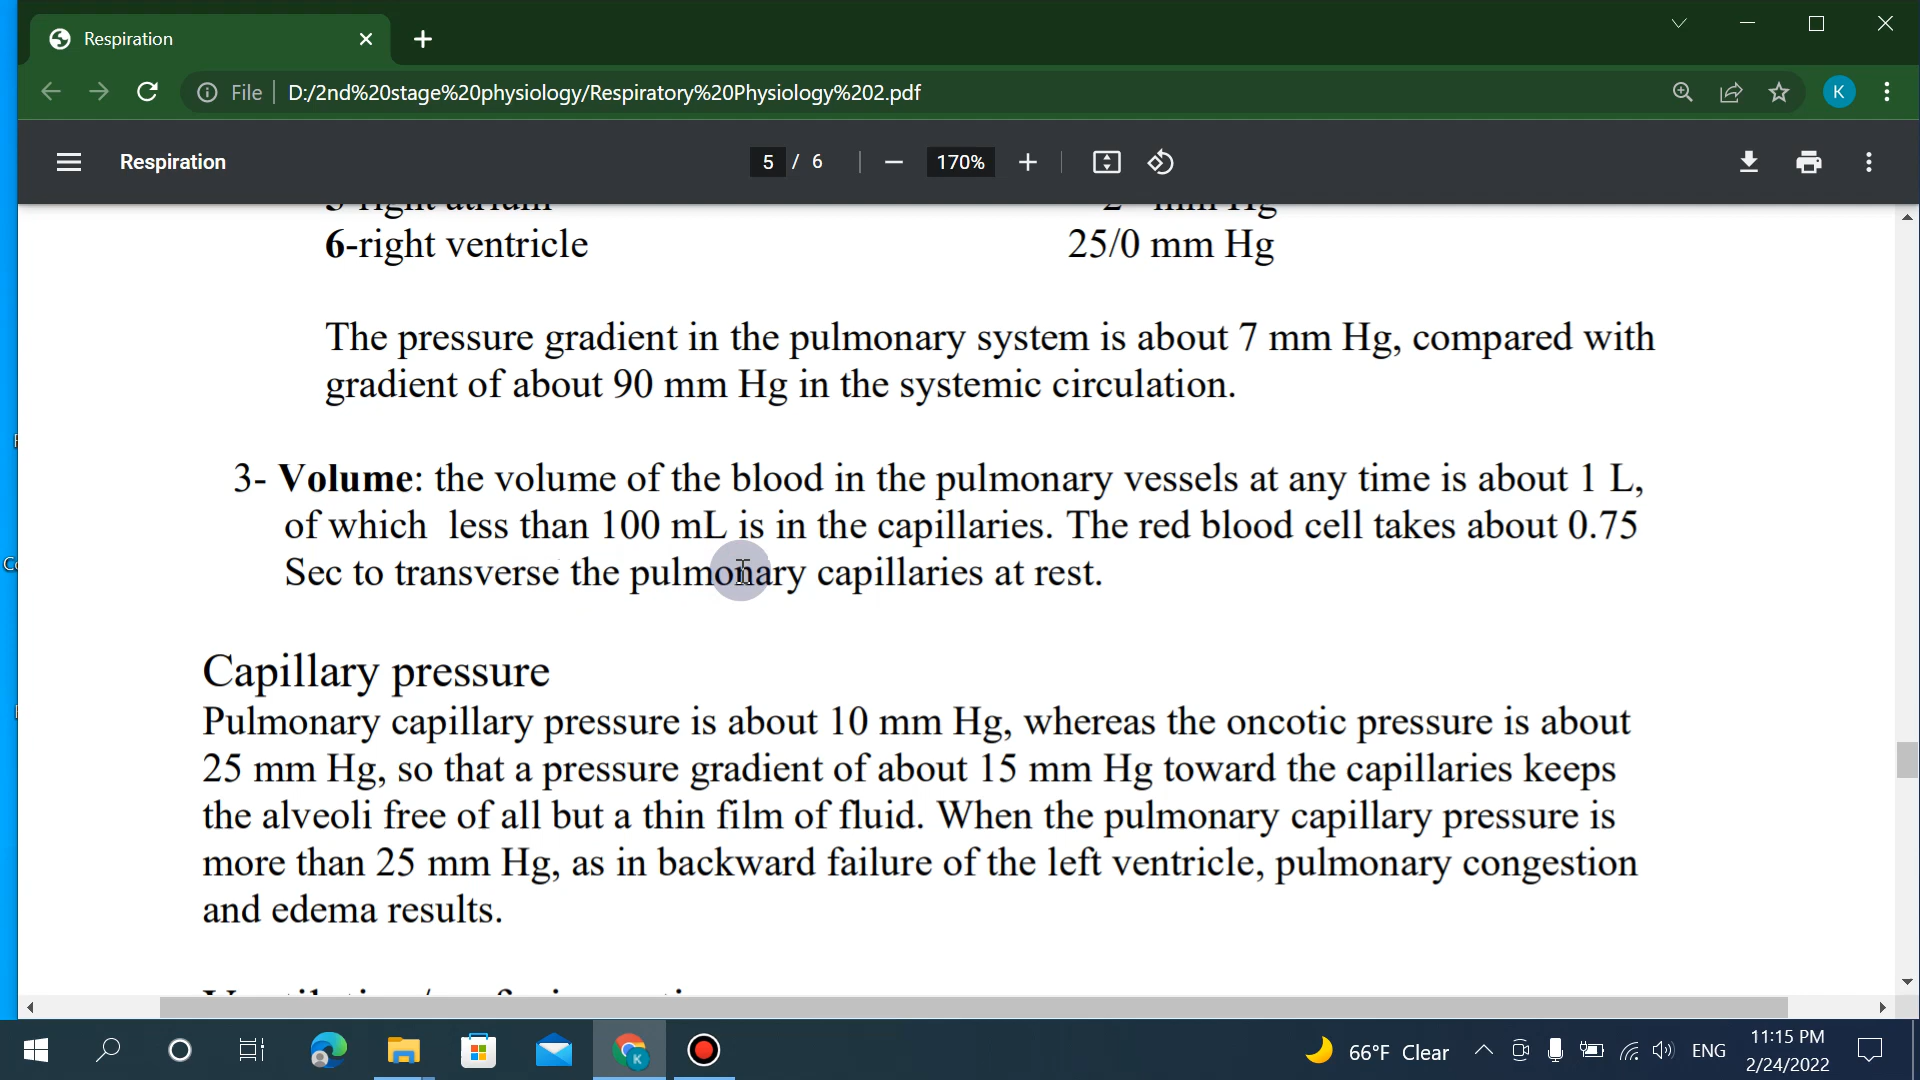 Respiration
File
D:/2nd%20stage%20physiology/Respiratory%20Physiology%202.pdf
K
Respiration
5 / 6
170%
5-right atrium 2 mm Hg
6-right ventricle 25/0 mm Hg
The pressure gradient in the pulmonary system is about 7 mm Hg, compared with
gradient of about 90 mm Hg in the systemic circulation.
3- Volume: the volume of the blood in the pulmonary vessels at any time is about 1 L,
of which less than 100 mL is in the capillaries. The red blood cell takes about 0.75
Sec to transverse the pulmonary capillaries at rest.
Capillary pressure
Pulmonary capillary pressure is about 10 mm Hg, whereas the oncotic pressure is about
25 mm Hg, so that a pressure gradient of about 15 mm Hg toward the capillaries keeps
the alveoli free of all but a thin film of fluid. When the pulmonary capillary pressure is
more than 25 mm Hg, as in backward failure of the left ventricle, pulmonary congestion
and edema results.
K
66°F Clear
ENG
11:15 PM
2/24/2022